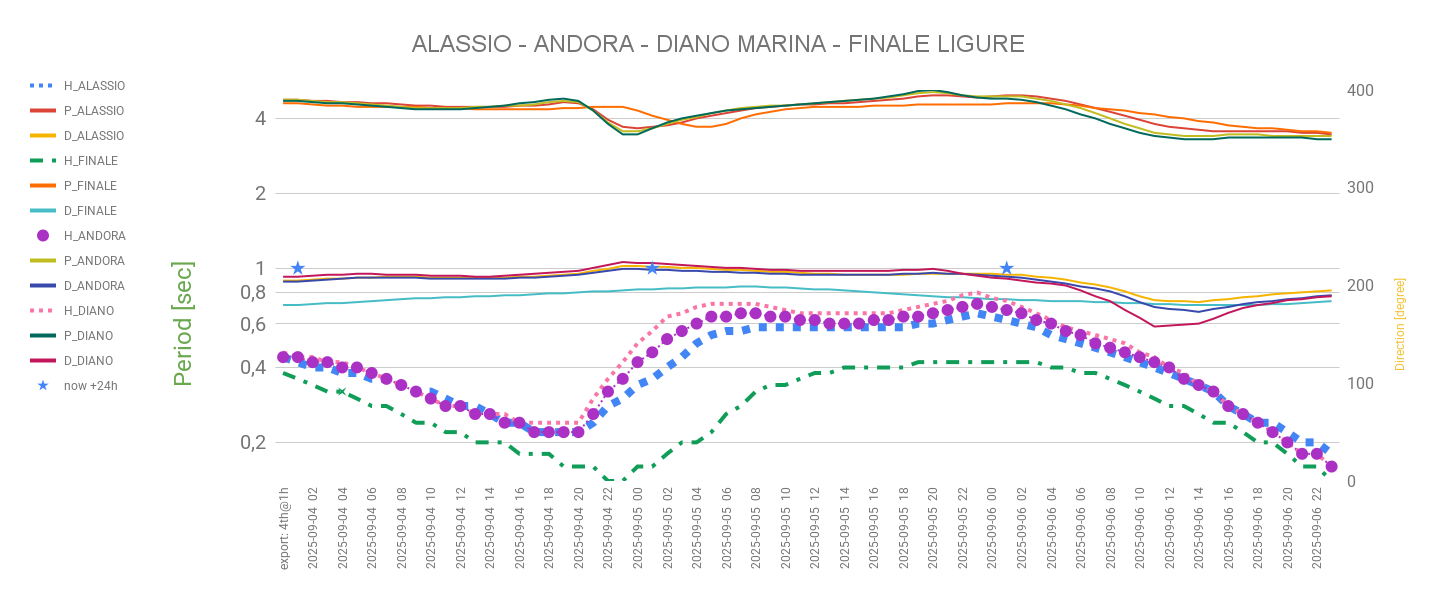 ALASSIO - ANDORA - DIANO MARINA - FINALE LIGURE
H_ALASSIO
P_ALASSIO
D_ALASSIO
H_FINALE
P_FINALE
D_FINALE
H_ANDORA
P_ANDORA
D_ANDORA
H_DIANO
P_DIANO
D_DIANO
now +24h
Period [sec]
4
2
1
0,8
0,6
0,4
0,2
400
300
200
100
0
Direction [degree]
export: 4th@1h
2025-09-04 02
2025-09-04 04
2025-09-04 06
2025-09-04 08
2025-09-04 10
2025-09-04 12
2025-09-04 14
2025-09-04 16
2025-09-04 18
2025-09-04 20
2025-09-04 22
2025-09-05 00
2025-09-05 02
2025-09-05 04
2025-09-05 06
2025-09-05 08
2025-09-05 10
2025-09-05 12
2025-09-05 14
2025-09-05 16
2025-09-05 18
2025-09-05 20
2025-09-05 22
2025-09-06 00
2025-09-06 02
2025-09-06 04
2025-09-06 06
2025-09-06 08
2025-09-06 10
2025-09-06 12
2025-09-06 14
2025-09-06 16
2025-09-06 18
2025-09-06 20
2025-09-06 22